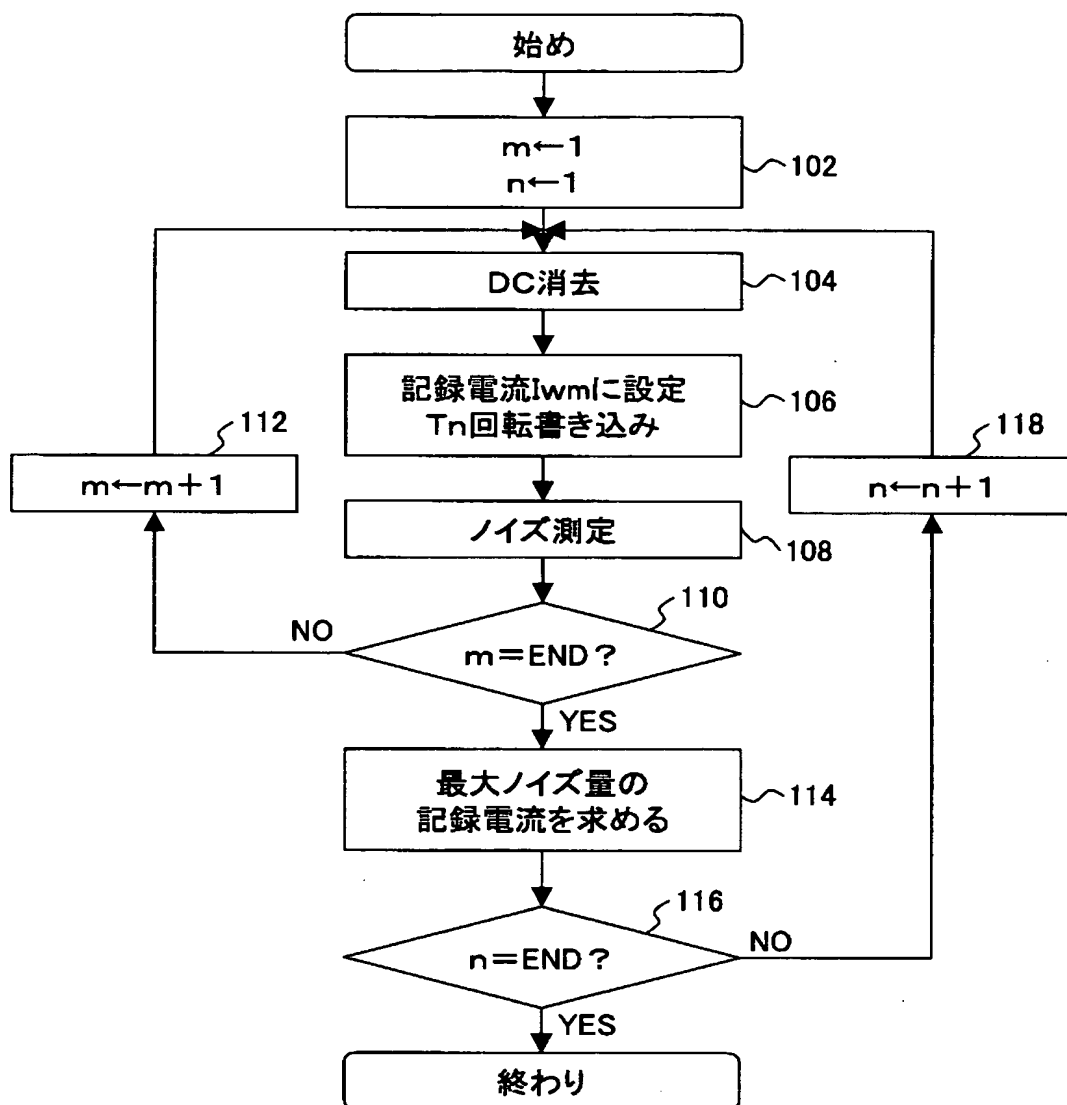 始め
m←1
n←1
102
DC消去
104
記録電流Iwmに設定
Tn回転書き込み
106
112
m←m+1
118
n←n+1
ノイズ測定
108
110
NO
m=END?
YES
最大ノイズ量の
記録電流を求める
114
116
n=END?
NO
YES
終わり